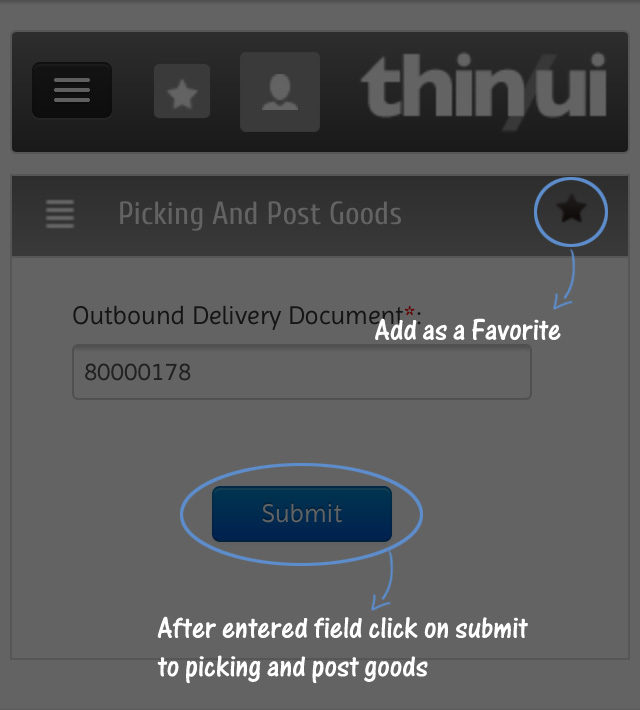 thinui
Picking And Post Goods
Outbound Delivery Document*:
Add as a Favorite
80000178
Submit
After entered field click on submit
to picking and post goods